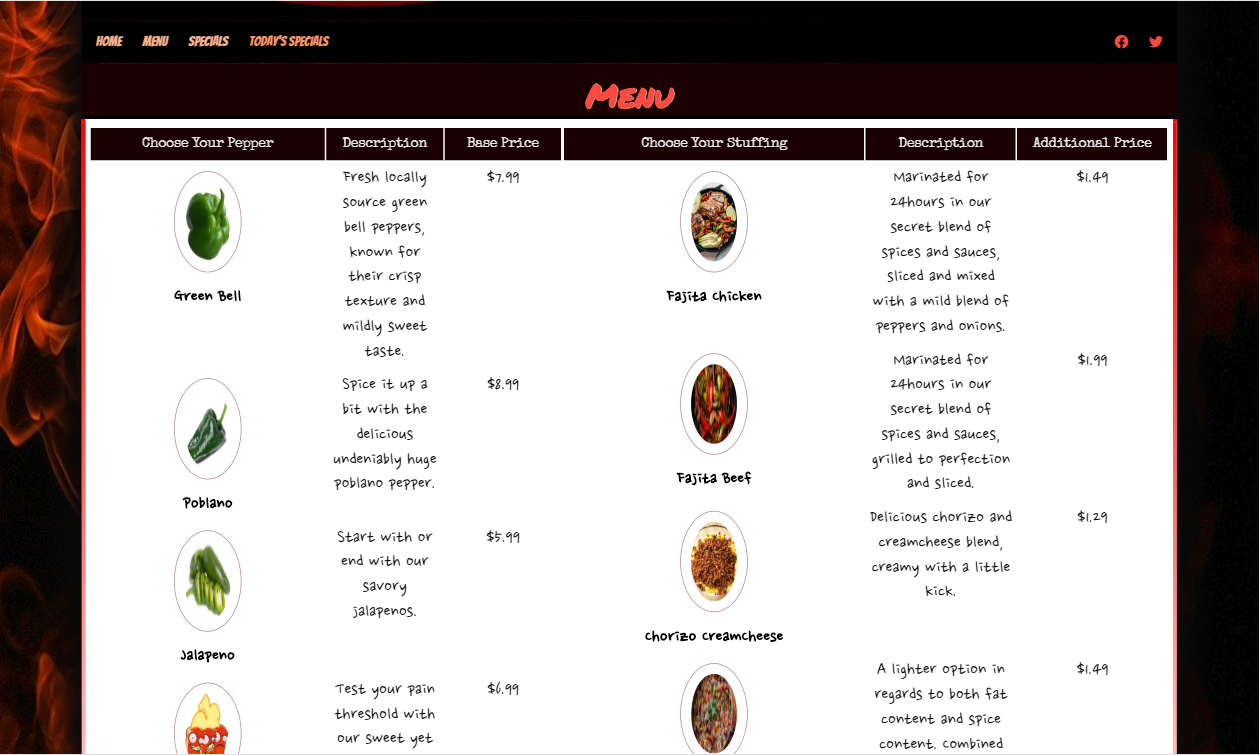 HOME MENU SPECIALS TODAY'S SPECIALS
Menu
Choose Your Pepper Description Base Price Choose Your Stuffing Description Additional Price
Green Bell
Fresh locally
source green
bell peppers,
known for
their crisp
texture and
mildly sweet
taste.
$7.99
Poblano
Spice it up a
bit with the
delicious
undeniably huge
poblano pepper.
$8.99
Jalapeno
Start with or
end with our
savory
jalapenos.
$5.99
Test your pain
threshold with
our sweet yet
$6.99
Fajita Chicken
Marinated for
24hours in our
secret blend of
spices and sauces,
sliced and mixed
with a mild blend of
peppers and onions.
$1.49
Fajita Beef
Marinated for
24hours in our
secret blend of
spices and sauces,
grilled to perfection
and sliced.
$1.99
Chorizo Creamcheese
Delicious chorizo and
creamcheese blend,
creamy with a little
kick.
$1.29
A lighter option in
regards to both fat
content and spice
content. Combined
$1.49